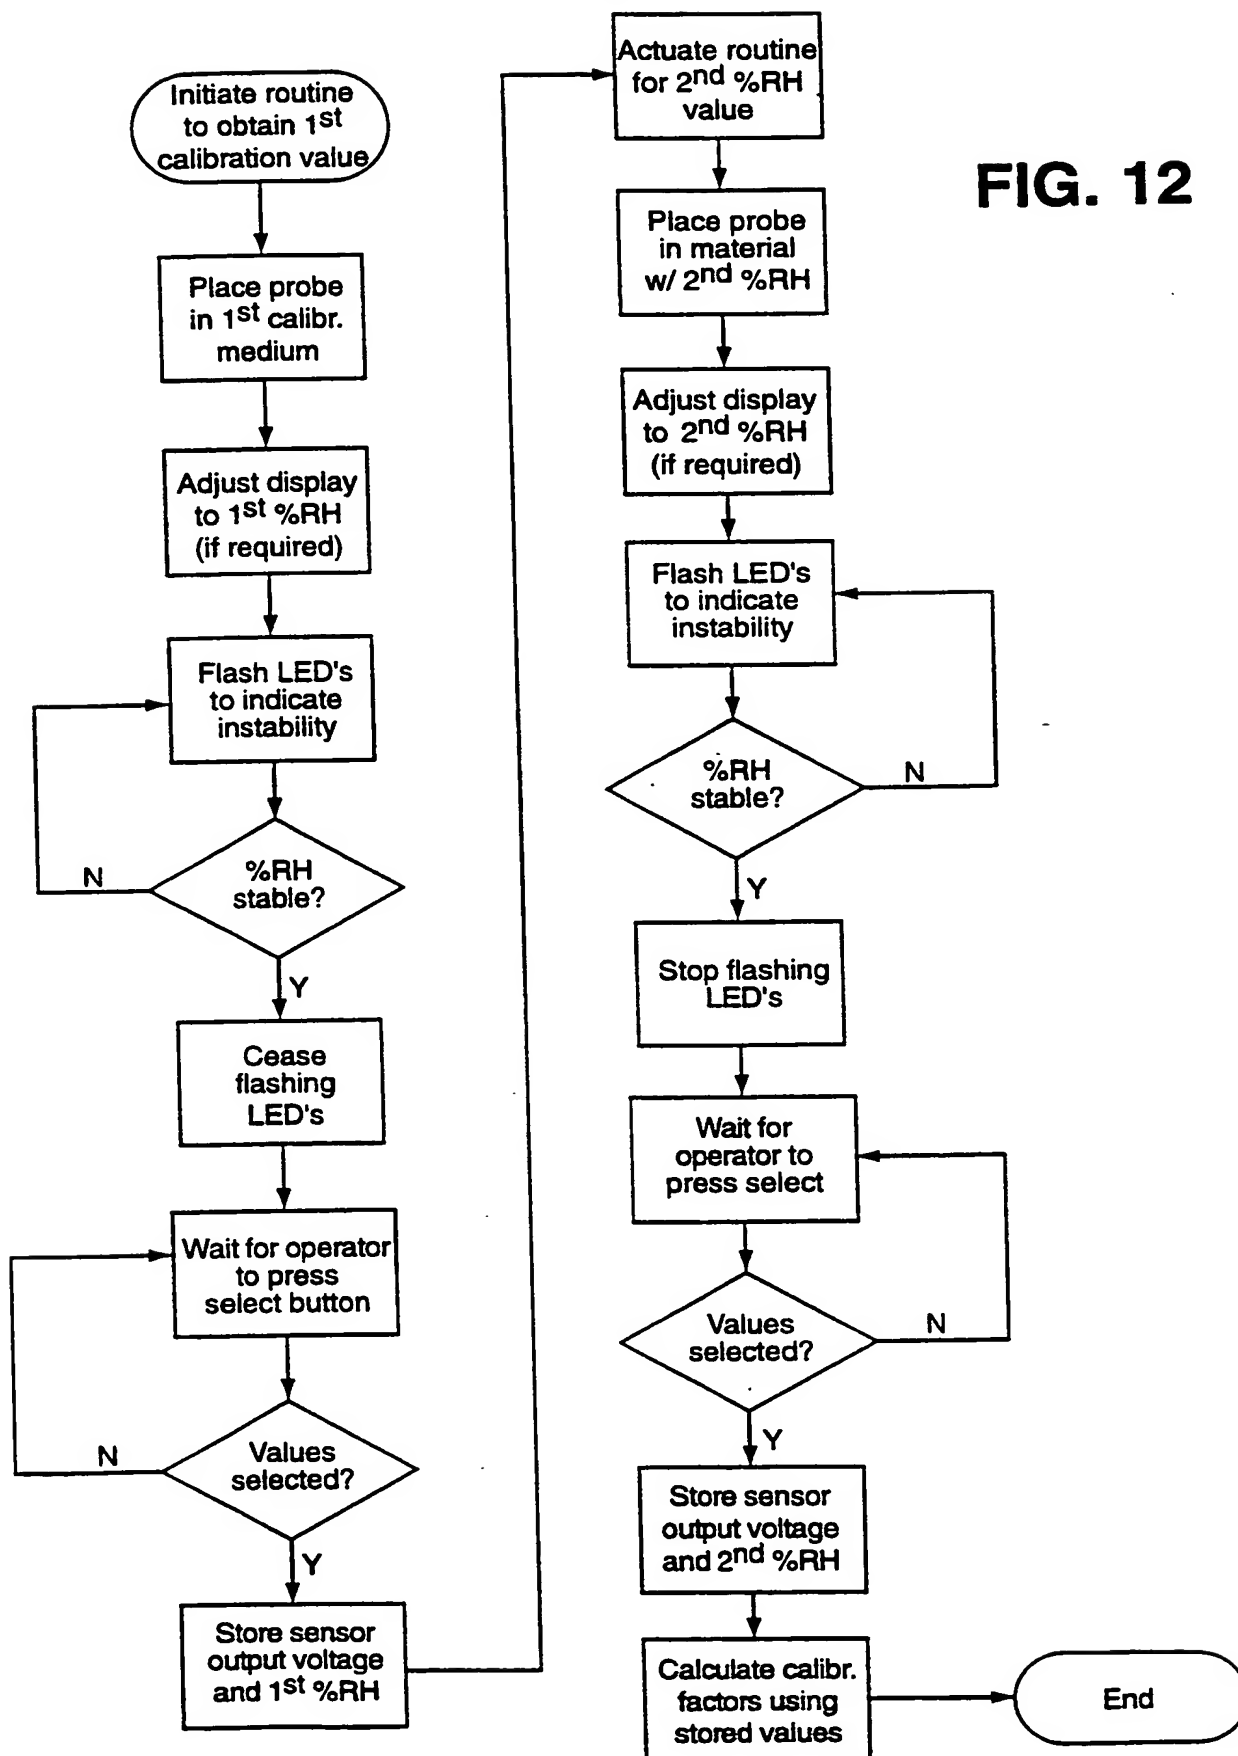 Initiate routine
to obtain 1st
calibration value
Place probe
in 1st calibr.
medium
Adjust display
to 1st %RH
(if required)
Flash LED's
to indicate
instability
%RH
stable?
N
Y
Cease
flashing
LED's
Wait for operator
to press
select button
Values
selected?
N
Y
Store sensor
output voltage
and 1st %RH
Actuate routine
for 2nd %RH
value
Place probe
in material
w/ 2nd %RH
Adjust display
to 2nd %RH
(if required)
Flash LED's
to indicate
instability
%RH
stable?
N
Y
Stop flashing
LED's
Wait for
operator to
press select
Values
selected?
N
Y
Store sensor
output voltage
and 2nd %RH
Calculate calibr.
factors using
stored values
End
FIG. 12